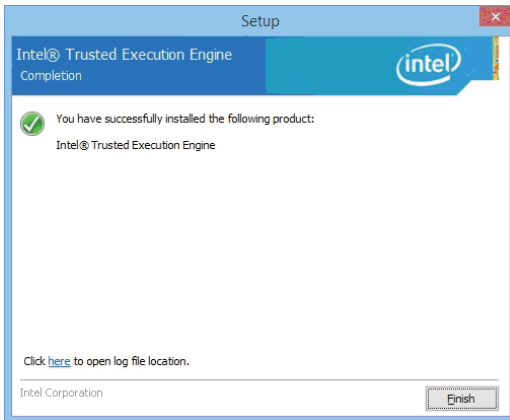 Setup
Intel® Trusted Execution Engine
Completion
intel
You have successfully installed the following product:
Intel® Trusted Execution Engine
Click here to open log file location.
Intel Corporation
Finish